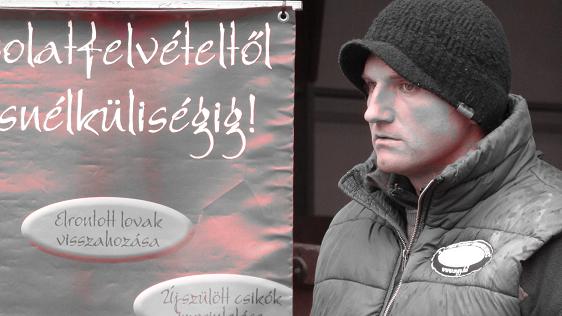 olatfelvételtől
snélküliségig!
Elrontott lovak
visszahozása
Újszülött csikók